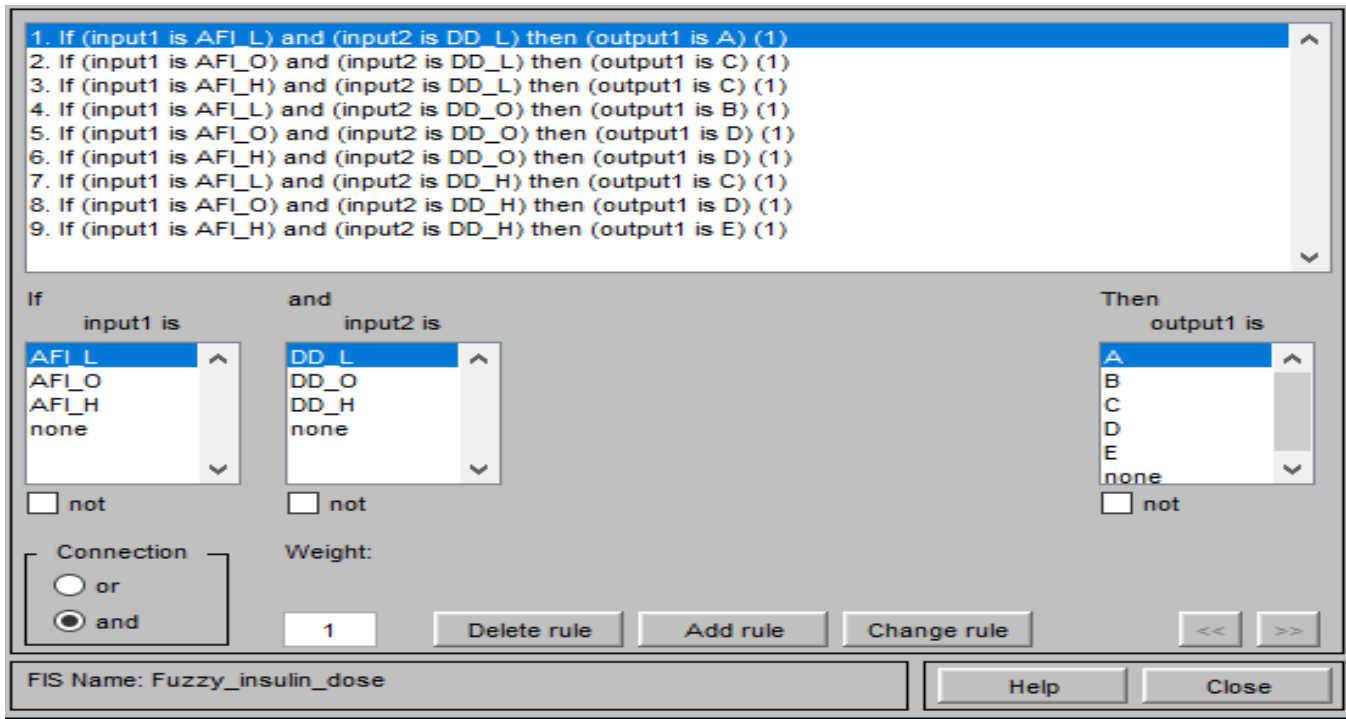 1. If (input1 is AFI_L) and (input2 is DD_L) then (output1 is A) (1)
2. If (input1 is AFI_O) and (input2 is DD_L) then (output1 is C) (1)
3. If (input1 is AFI_H) and (input2 is DD_L) then (output1 is C) (1)
4. If (input1 is AFI_L) and (input2 is DD_O) then (output1 is B) (1)
5. If (input1 is AFI_O) and (input2 is DD_O) then (output1 is D) (1)
6. If (input1 is AFI_H) and (input2 is DD_O) then (output1 is D) (1)
7. If (input1 is AFI_L) and (input2 is DD_H) then (output1 is C) (1)
8. If (input1 is AFI_O) and (input2 is DD_H) then (output1 is D) (1)
9. If (input1 is AFI_H) and (input2 is DD_H) then (output1 is E) (1)
If
input1 is
AFI_L
AFI_O
AFI_H
none
not
and
input2 is
DD_L
DD_O
DD_H
none
not
Then
output1 is
A
B
C
D
E
none
not
Connection
or
and
Weight:
1
Delete rule
Add rule
Change rule
<<
>>
FIS Name: Fuzzy_insulin_dose
Help
Close